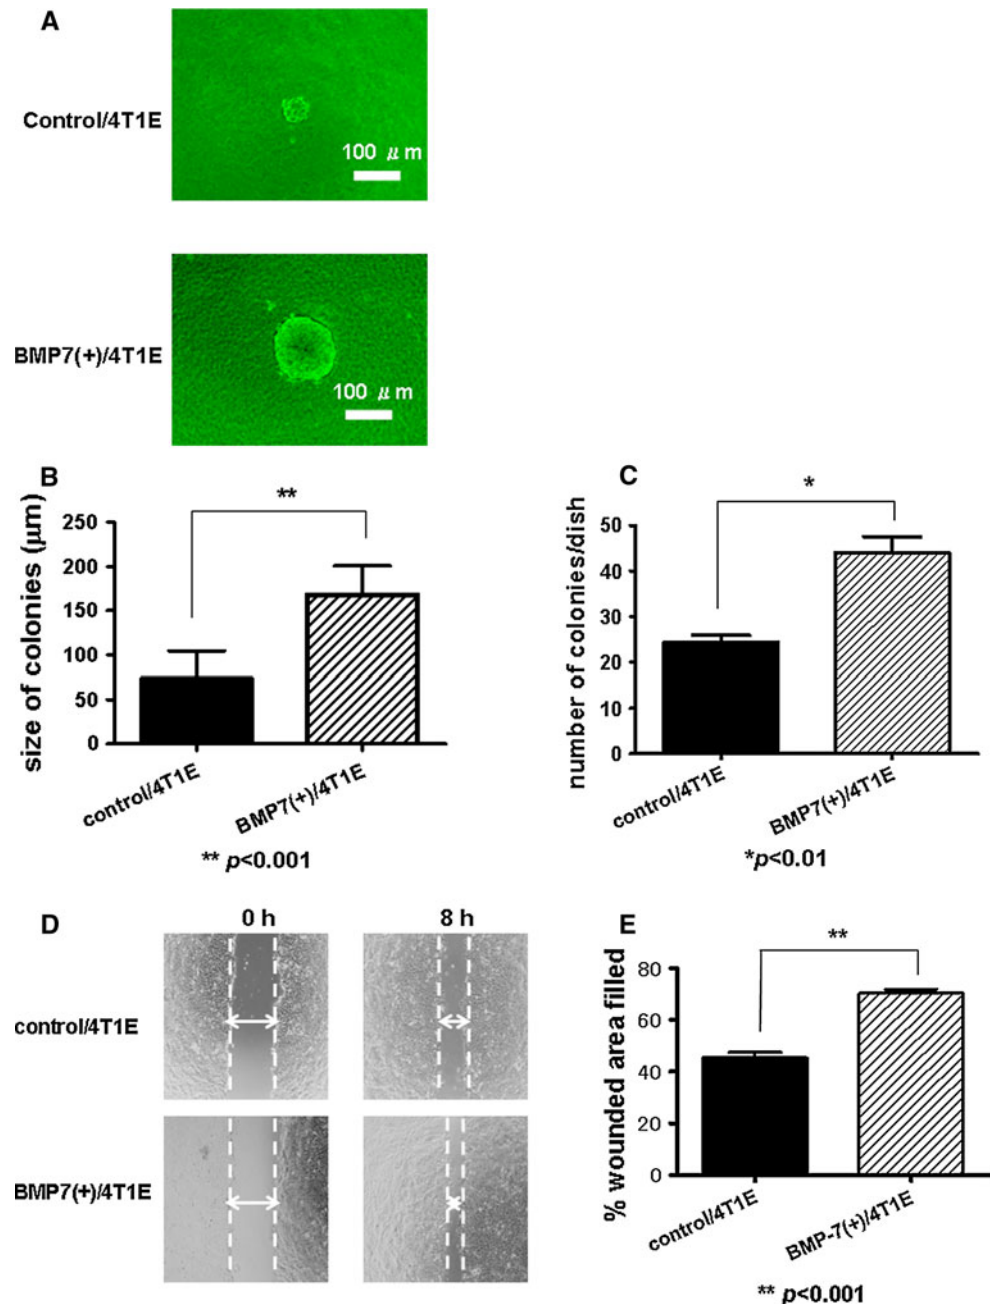 A
Control/4T1E
100 μm
BMP7(+)/4T1E
100 μm
B
**
size of colonies (μm)
250
200
150
100
50
0
control/4T1E
BMP7(+)/4T1E
** p<0.001
C
*
number of colonies/dish
50
40
30
20
10
0
control/4T1E
BMP7(+)/4T1E
*p<0.01
D
0 h
8 h
control/4T1E
BMP7(+)/4T1E
E
**
% wounded area filled
80
60
40
20
0
control/4T1E
BMP-7(+)/4T1E
** p<0.001